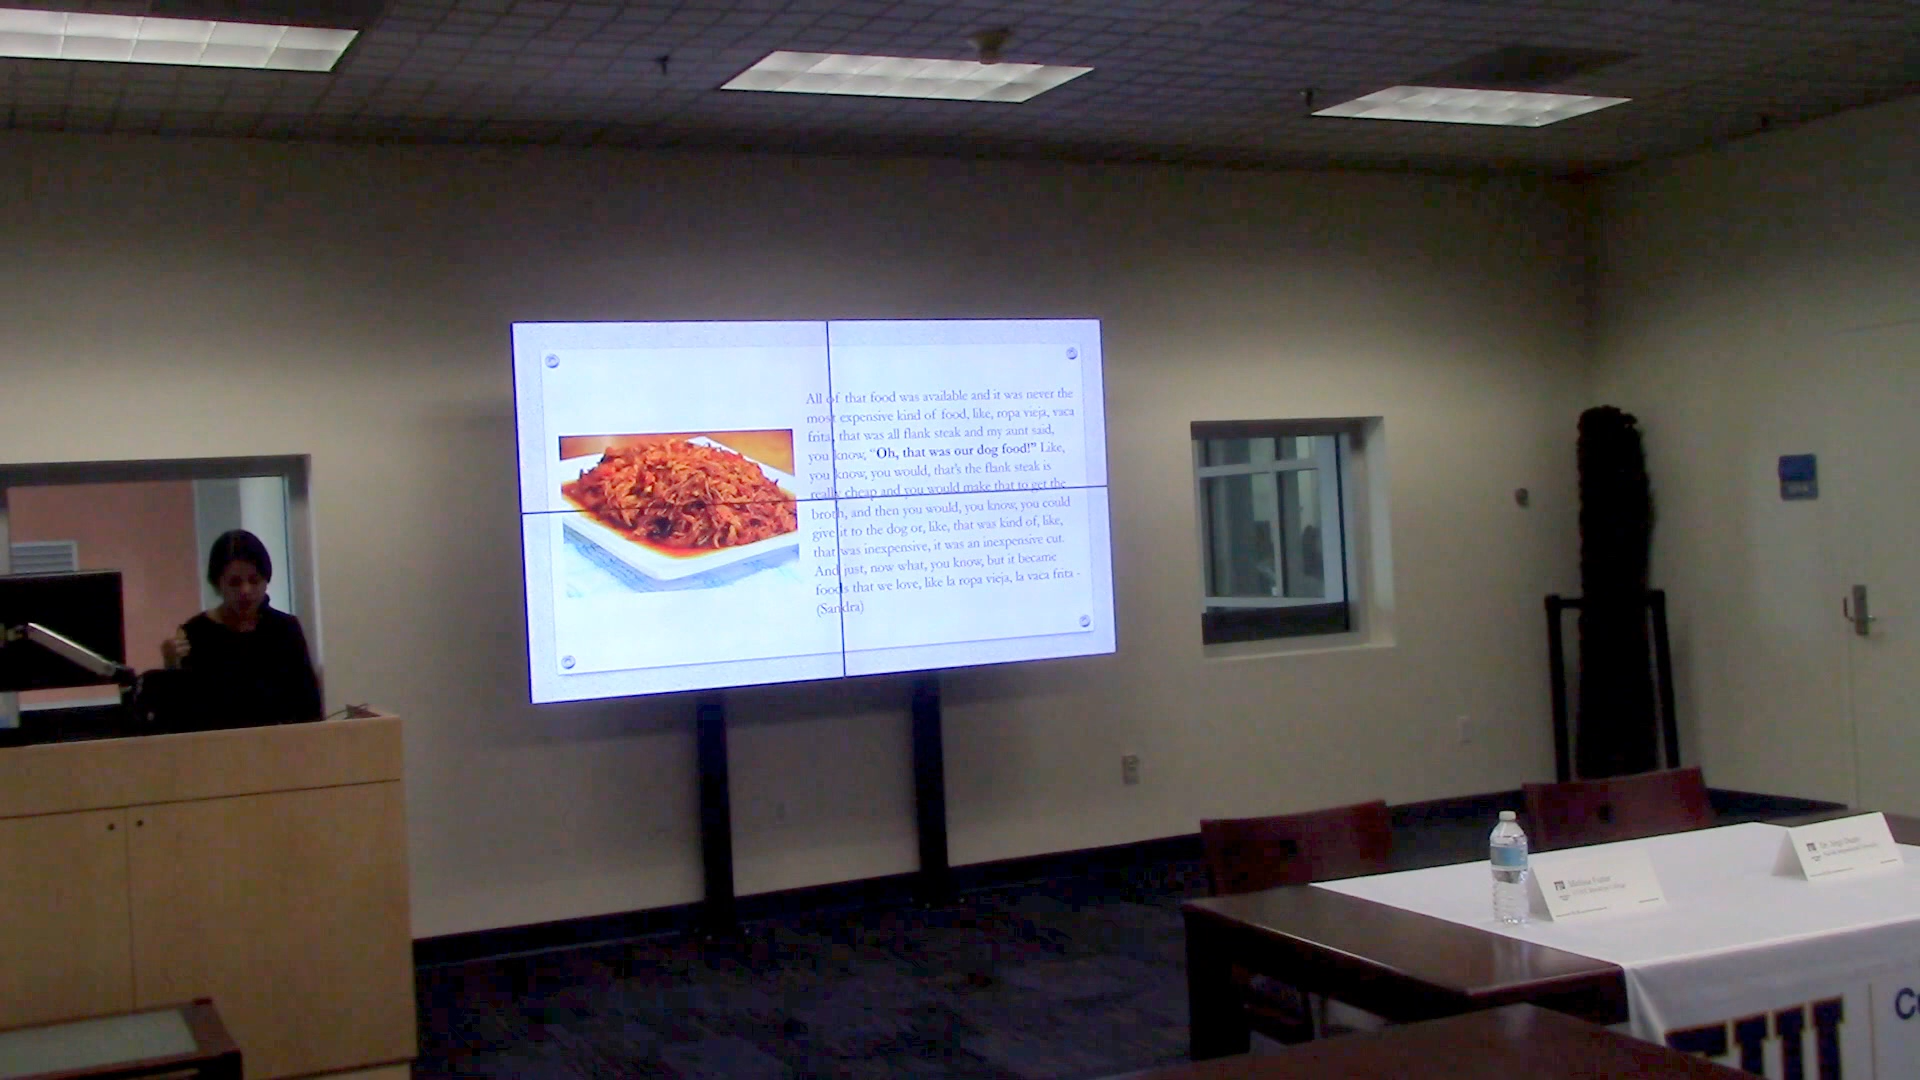 All of that food was available and it was never the
most expensive kind of food, like, ropa vieja, vaca
frita, that was all flank steak and my aunt said,
you know, "Oh, that was our dog food!" Like,
you know, you would, that's the flank steak is
really cheap and you would make that to get the
broth, and then you would, you know, you could
give it to the dog or, like, that was kind of, like,
that was inexpensive, it was an inexpensive cut.
And just, now what, you know, but it became
foods that we love, like la ropa vieja, la vaca frita -
(Sandra)
FIU
FIU
FIU